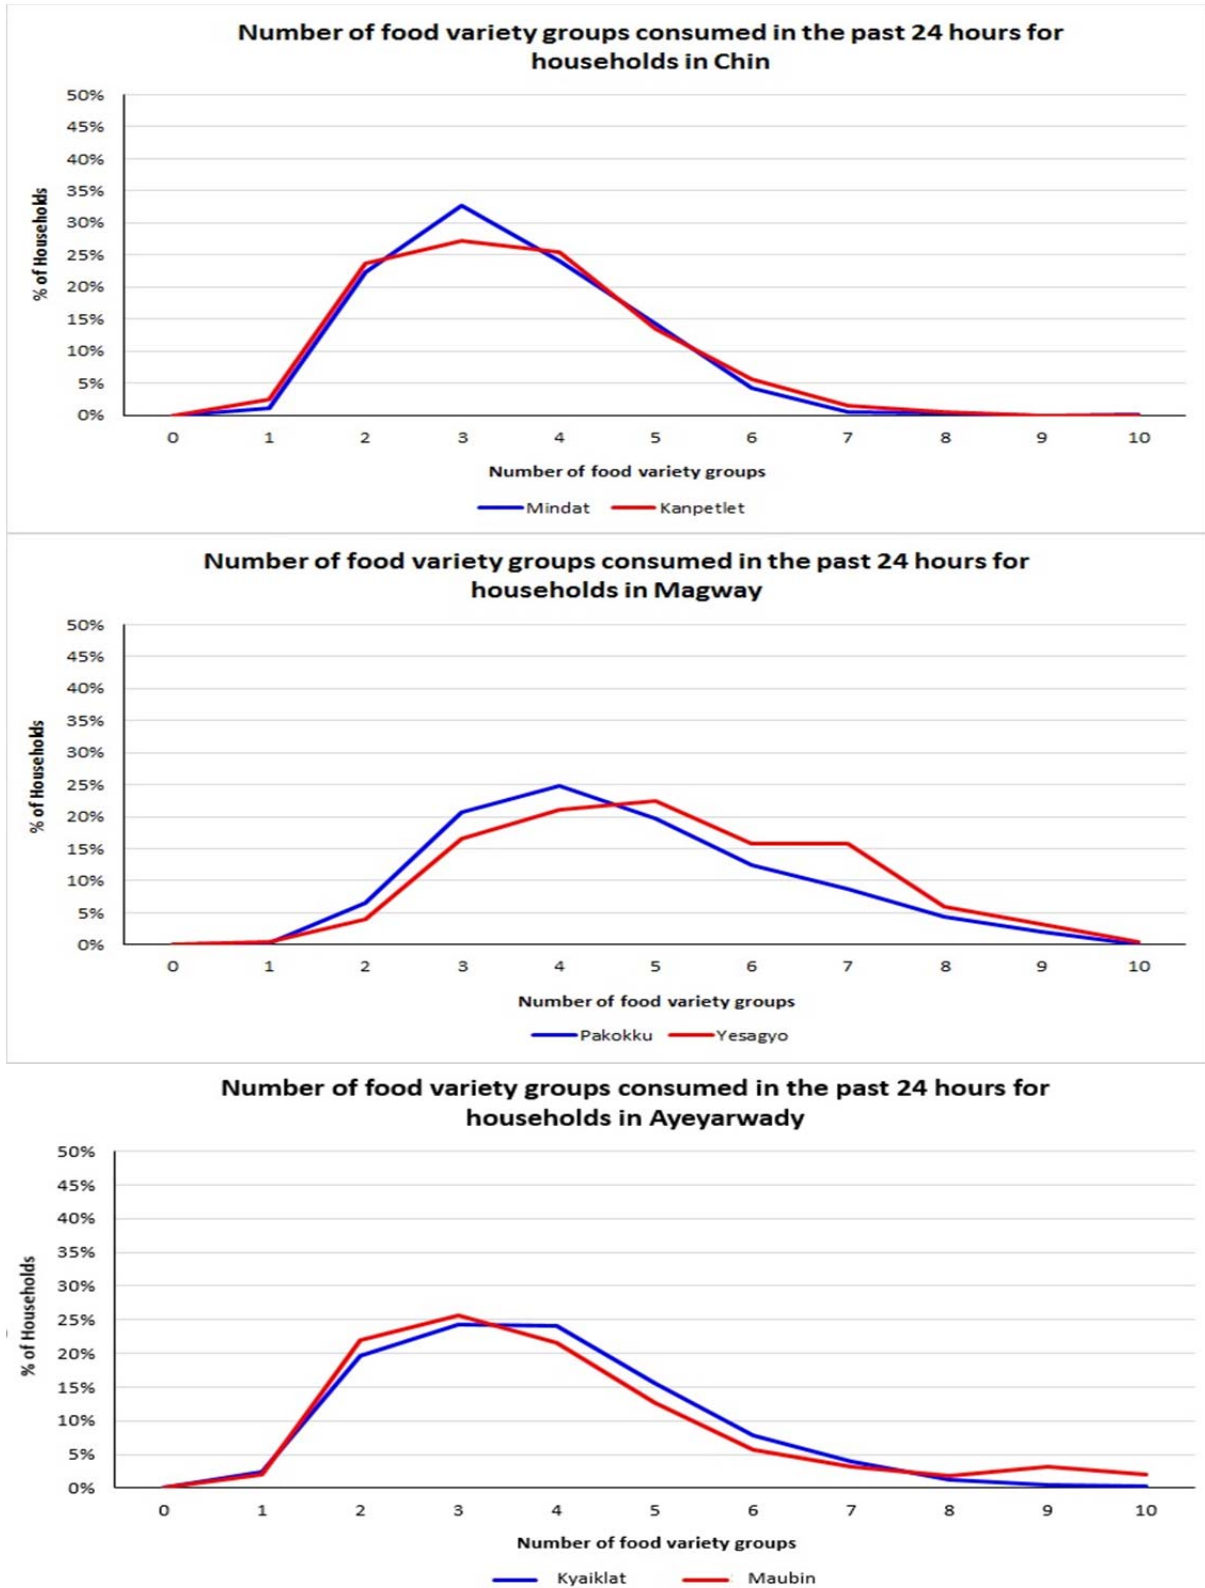 Number of food variety groups consumed in the past 24 hours for
households in Chin
50%
45%
40%
35%
30%
25%
20%
15%
10%
5%
0%
% of Households
0 1 2 3 4 5 6 7 8 9 10
Number of food variety groups
Mindat Kanpetlet
Number of food variety groups consumed in the past 24 hours for
households in Magway
50%
45%
40%
35%
30%
25%
20%
15%
10%
5%
0%
% of Households
0 1 2 3 4 5 6 7 8 9 10
Number of food variety groups
Pakokku Yesagyo
Number of food variety groups consumed in the past 24 hours for
households in Ayeyarwady
50%
45%
40%
35%
30%
25%
20%
15%
10%
5%
0%
% of Households
0 1 2 3 4 5 6 7 8 9 10
Number of food variety groups
Kyaiklat Maubin